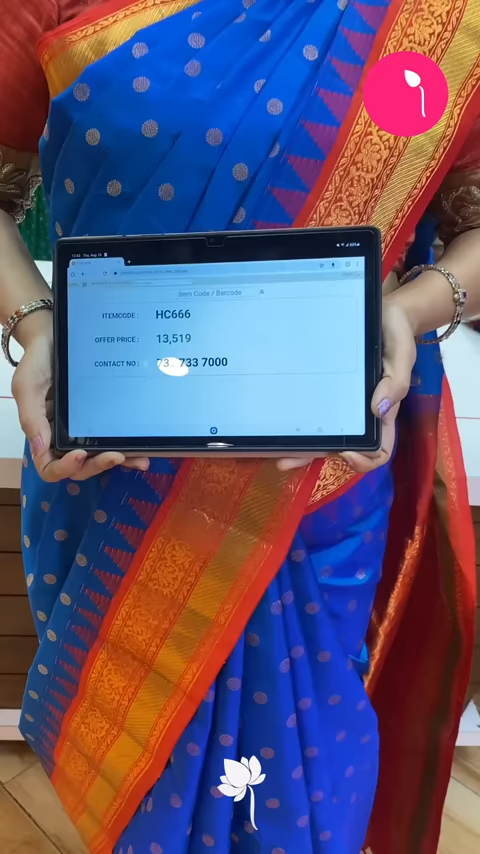 Item Code / Barcode
ITEMCODE : HC666
OFFER PRICE : 13,519
CONTACT NO : 733 7000